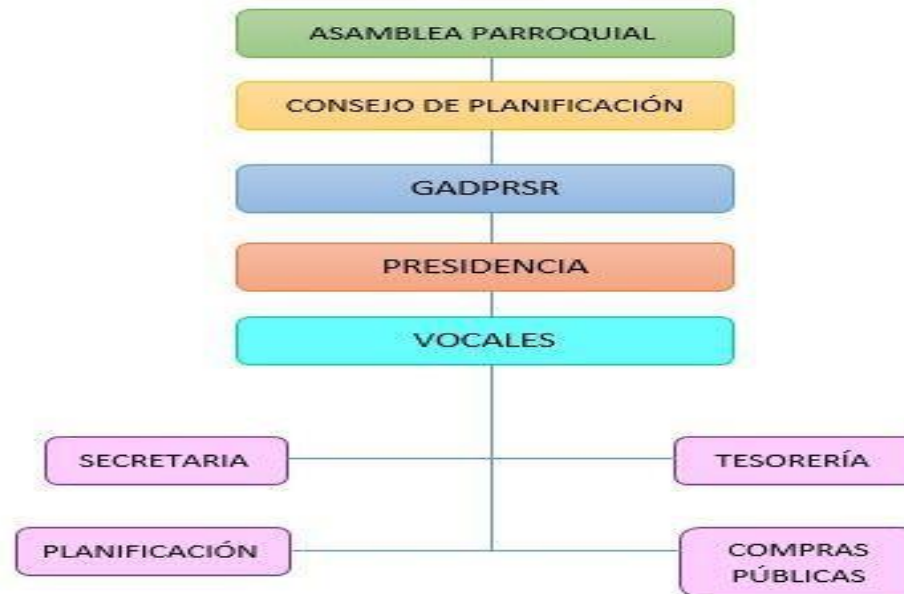 ASAMBLEA PARROQUIAL
CONSEJO DE PLANIFICACIÓN
GADPRSR
PRESIDENCIA
VOCALES
SECRETARIA
TESORERÍA
PLANIFICACIÓN
COMPRAS
PÚBLICAS